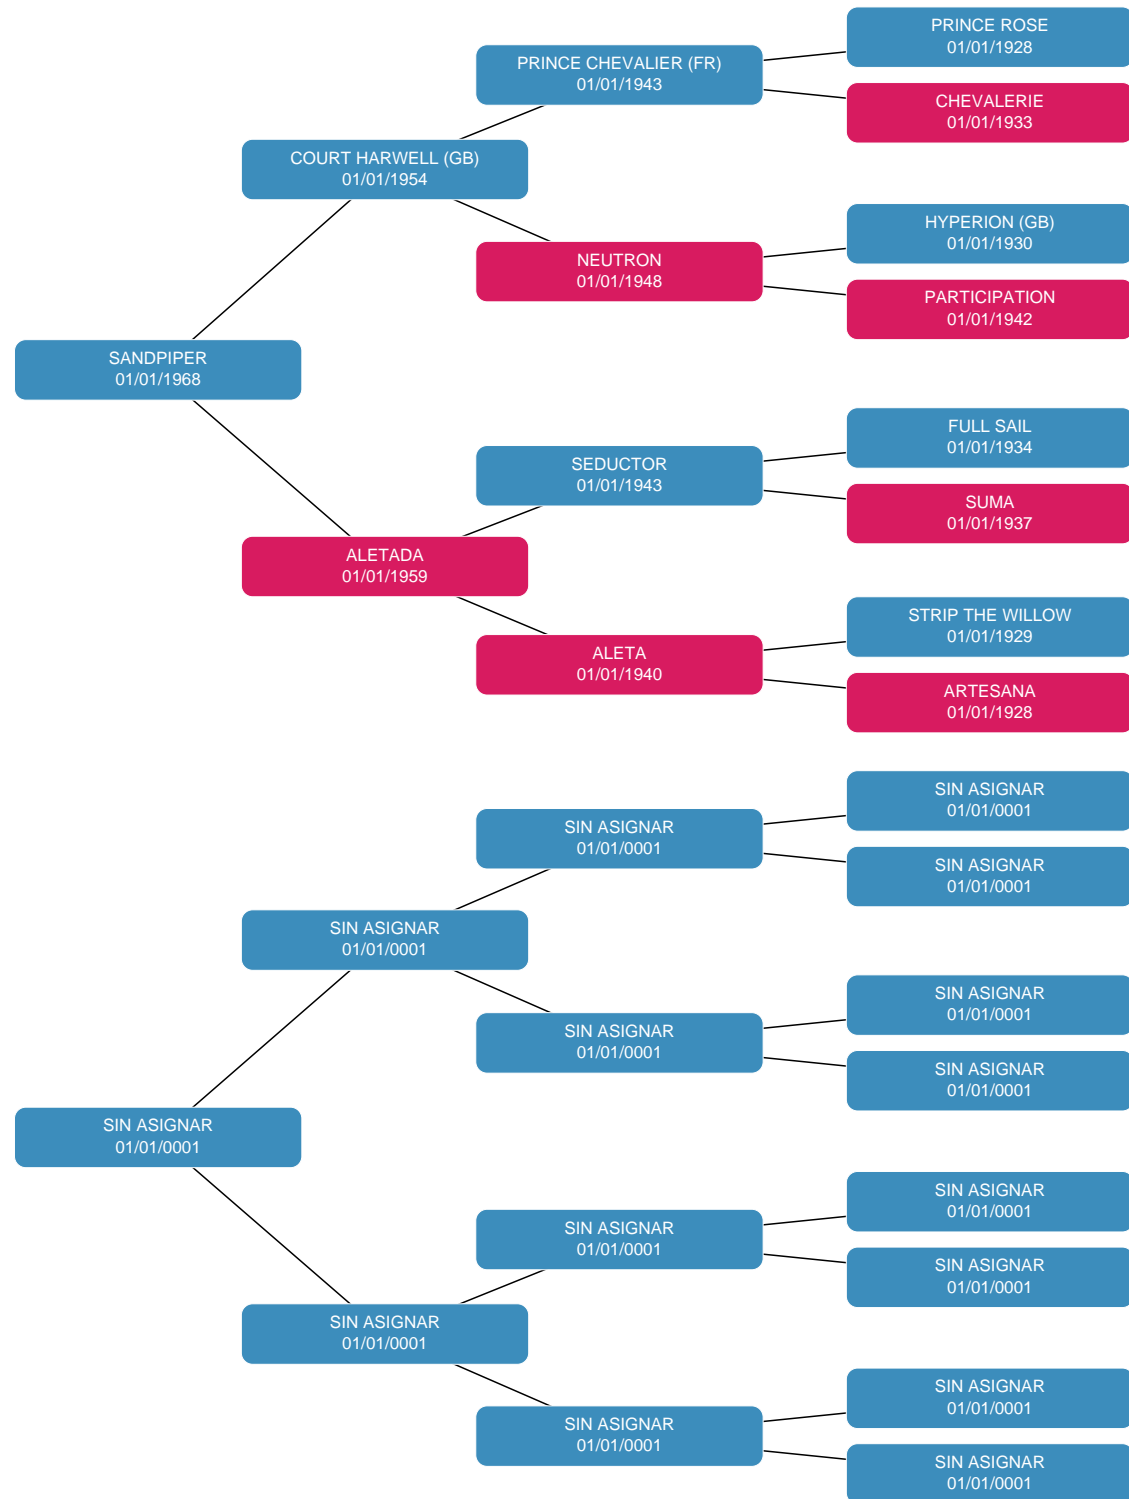 PRINCE ROSE
01/01/1928
PRINCE CHEVALIER (FR)
01/01/1943
CHEVALERIE
01/01/1933
COURT HARWELL (GB)
01/01/1954
HYPERION (GB)
01/01/1930
NEUTRON
01/01/1948
PARTICIPATION
01/01/1942
SANDPIPER
01/01/1968
FULL SAIL
01/01/1934
SEDUCTOR
01/01/1943
SUMA
01/01/1937
ALETADA
01/01/1959
STRIP THE WILLOW
01/01/1929
ALETA
01/01/1940
ARTESANA
01/01/1928
SIN ASIGNAR
01/01/0001
SIN ASIGNAR
01/01/0001
SIN ASIGNAR
01/01/0001
SIN ASIGNAR
01/01/0001
SIN ASIGNAR
01/01/0001
SIN ASIGNAR
01/01/0001
SIN ASIGNAR
01/01/0001
SIN ASIGNAR
01/01/0001
SIN ASIGNAR
01/01/0001
SIN ASIGNAR
01/01/0001
SIN ASIGNAR
01/01/0001
SIN ASIGNAR
01/01/0001
SIN ASIGNAR
01/01/0001
SIN ASIGNAR
01/01/0001
SIN ASIGNAR
01/01/0001